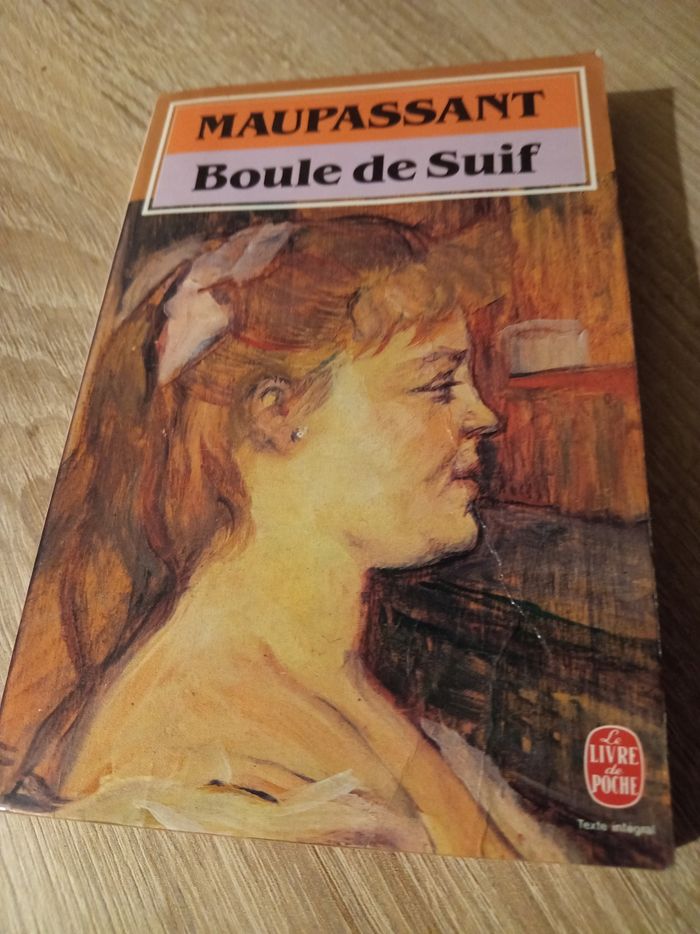 MAUPASSANT
Boule de Suif
Le
LIVRE
de
POCHE
Texte intégral